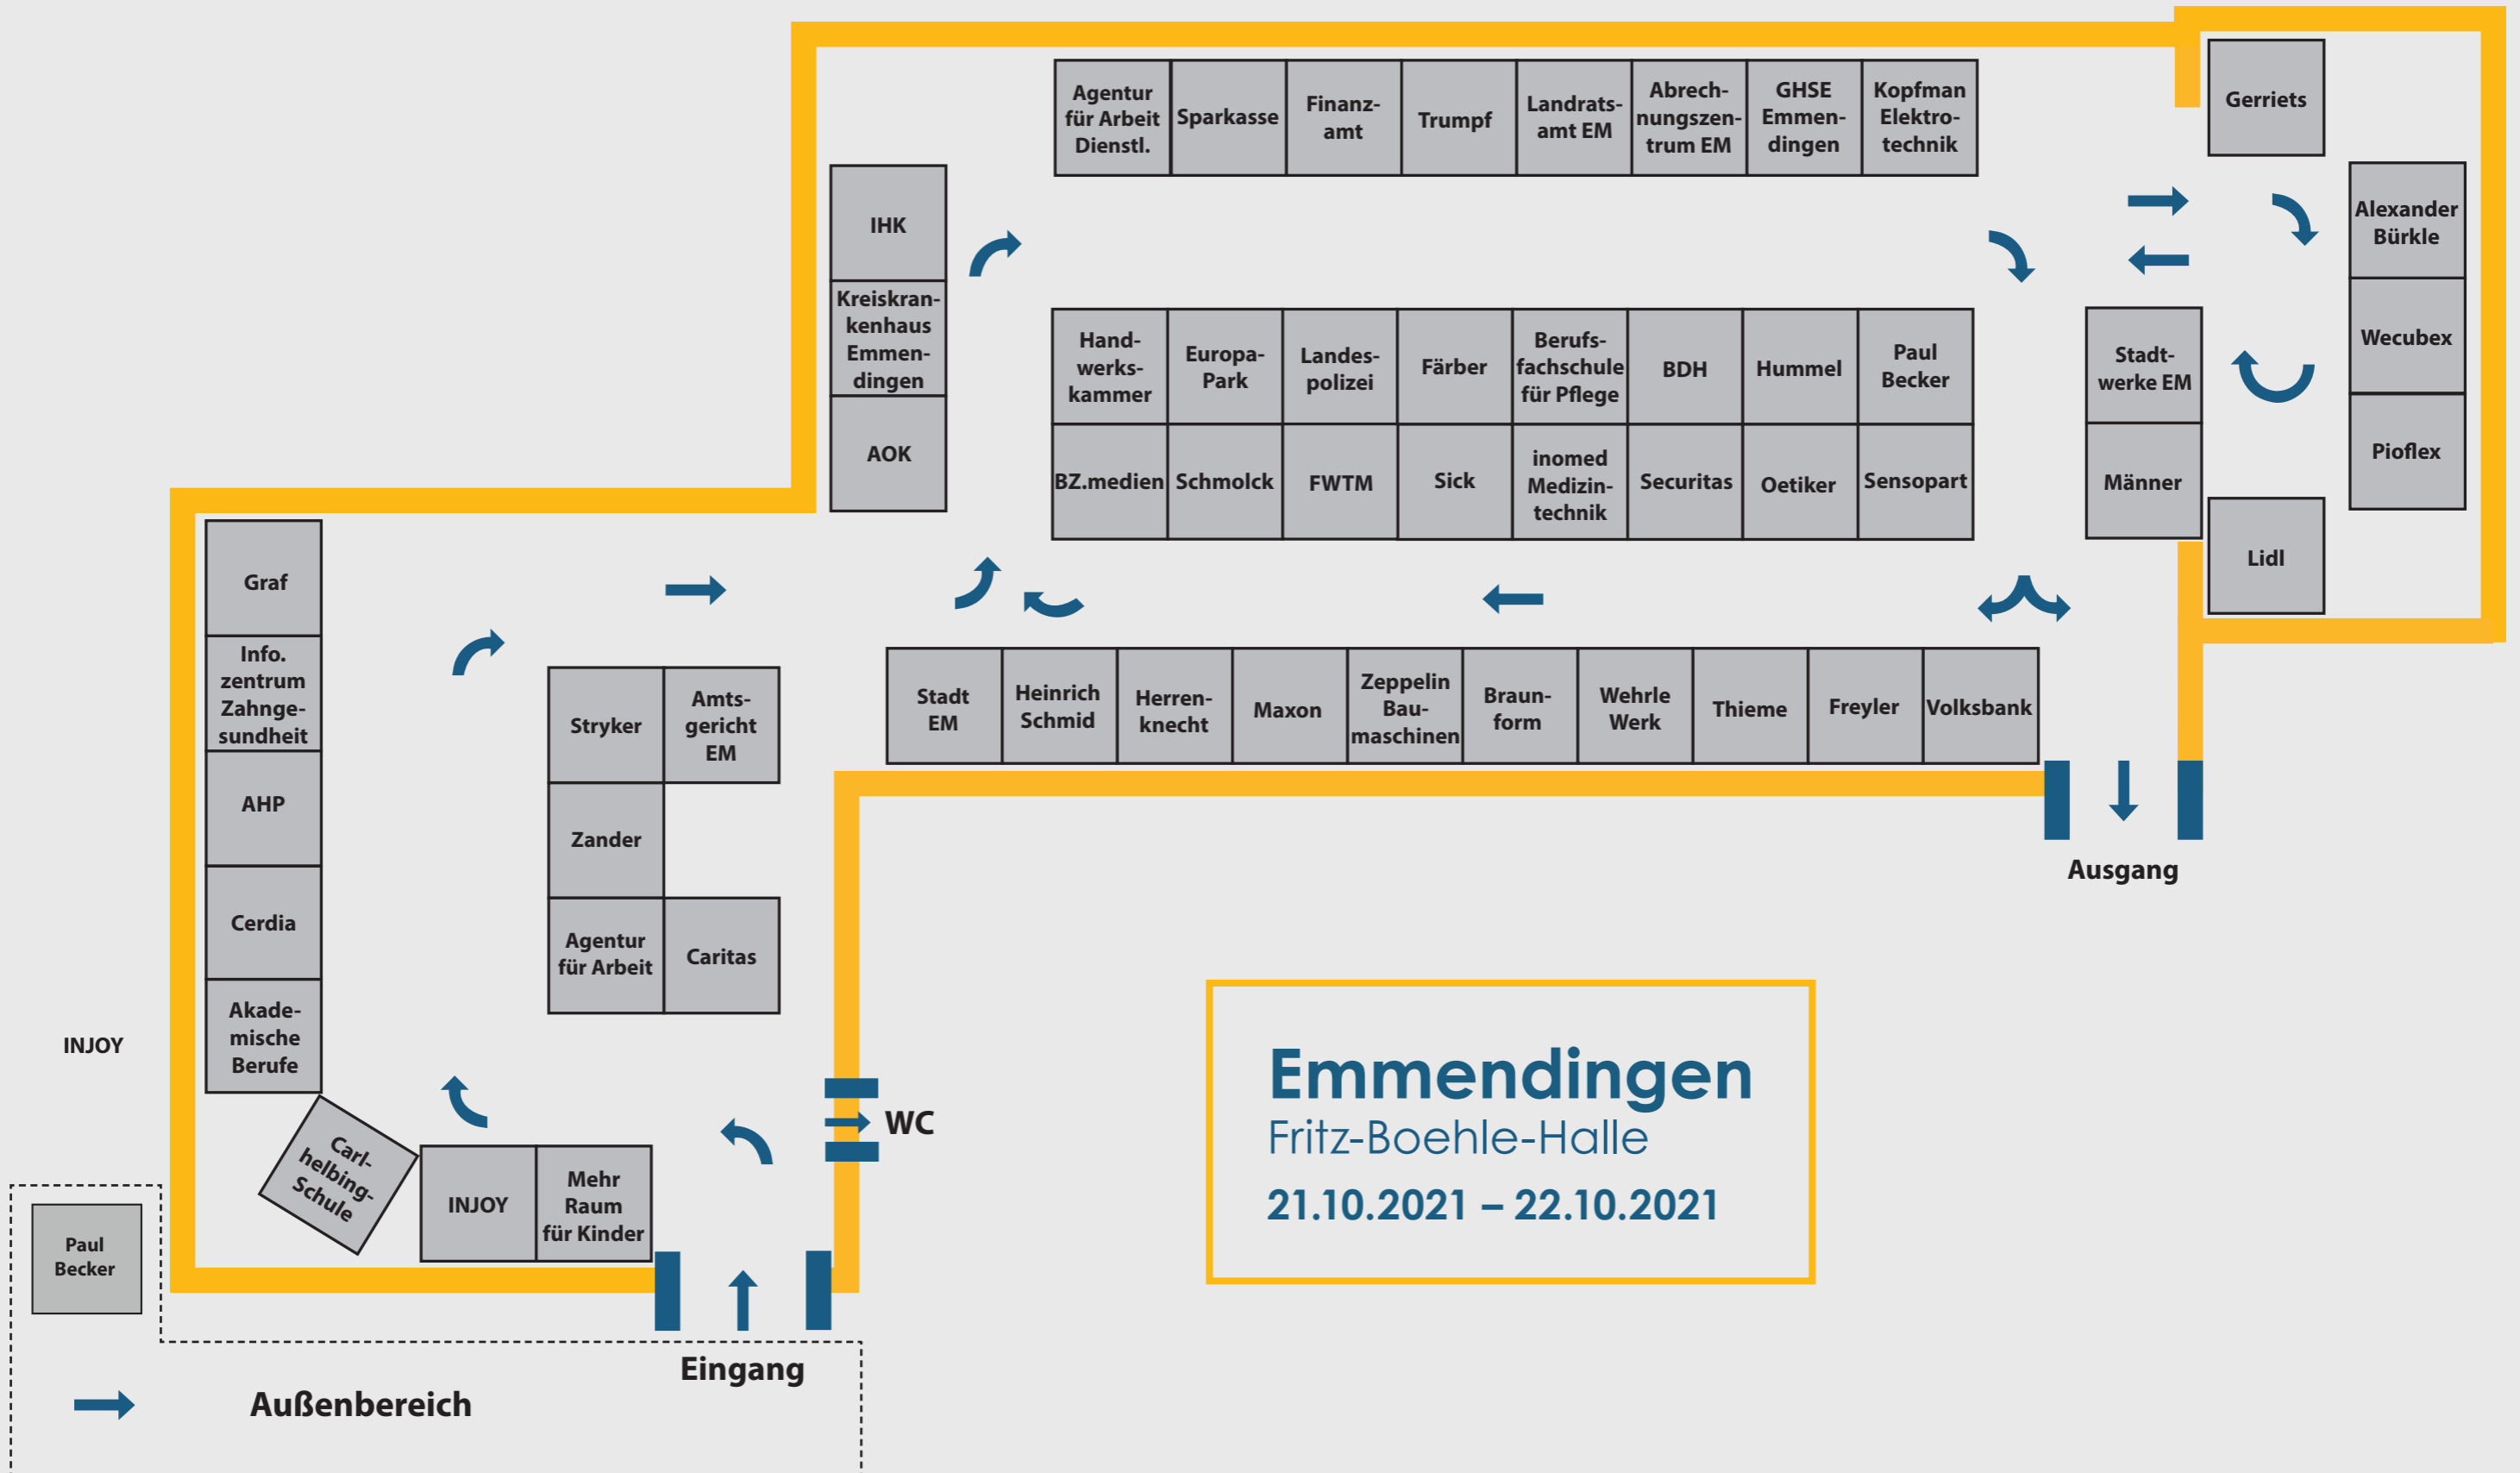 Agentur
für Arbeit
Dienstl.
Sparkasse
Finanz-
amt
Trumpf
Landrats-
amt EM
Abrech-
nungszen-
trum EM
GHSE
Emmen-
dingen
Kopfman
Elektro-
technik
Gerriets
IHK
Kreiskran-
kenhaus
Emmen-
dingen
AOK
Alexander
Bürkle
Wecubex
Pioflex
Hand-
werks-
kammer
Europa-
Park
Landes-
polizei
Färber
Berufs-
fachschule
für Pflege
BDH
Hummel
Paul
Becker
Stadt-
werke EM
BZ.medien
Schmolck
FWTM
Sick
inomed
Medizin-
technik
Securitas
Oetiker
Sensopart
Männer
Lidl
Graf
Info.
zentrum
Zahnge-
sundheit
AHP
Cerdia
Akade-
mische
Berufe
Stryker
Amts-
gericht
EM
Zander
Agentur
für Arbeit
Caritas
Stadt
EM
Heinrich
Schmid
Herren-
knecht
Maxon
Zeppelin
Bau-
maschinen
Braun-
form
Wehrle
Werk
Thieme
Freyler
Volksbank
Ausgang
INJOY
Carl-
helbing-
Schule
INJOY
Mehr
Raum
für Kinder
WC
Emmendingen
Fritz-Boehle-Halle
21.10.2021 – 22.10.2021
Paul
Becker
Eingang
Außenbereich